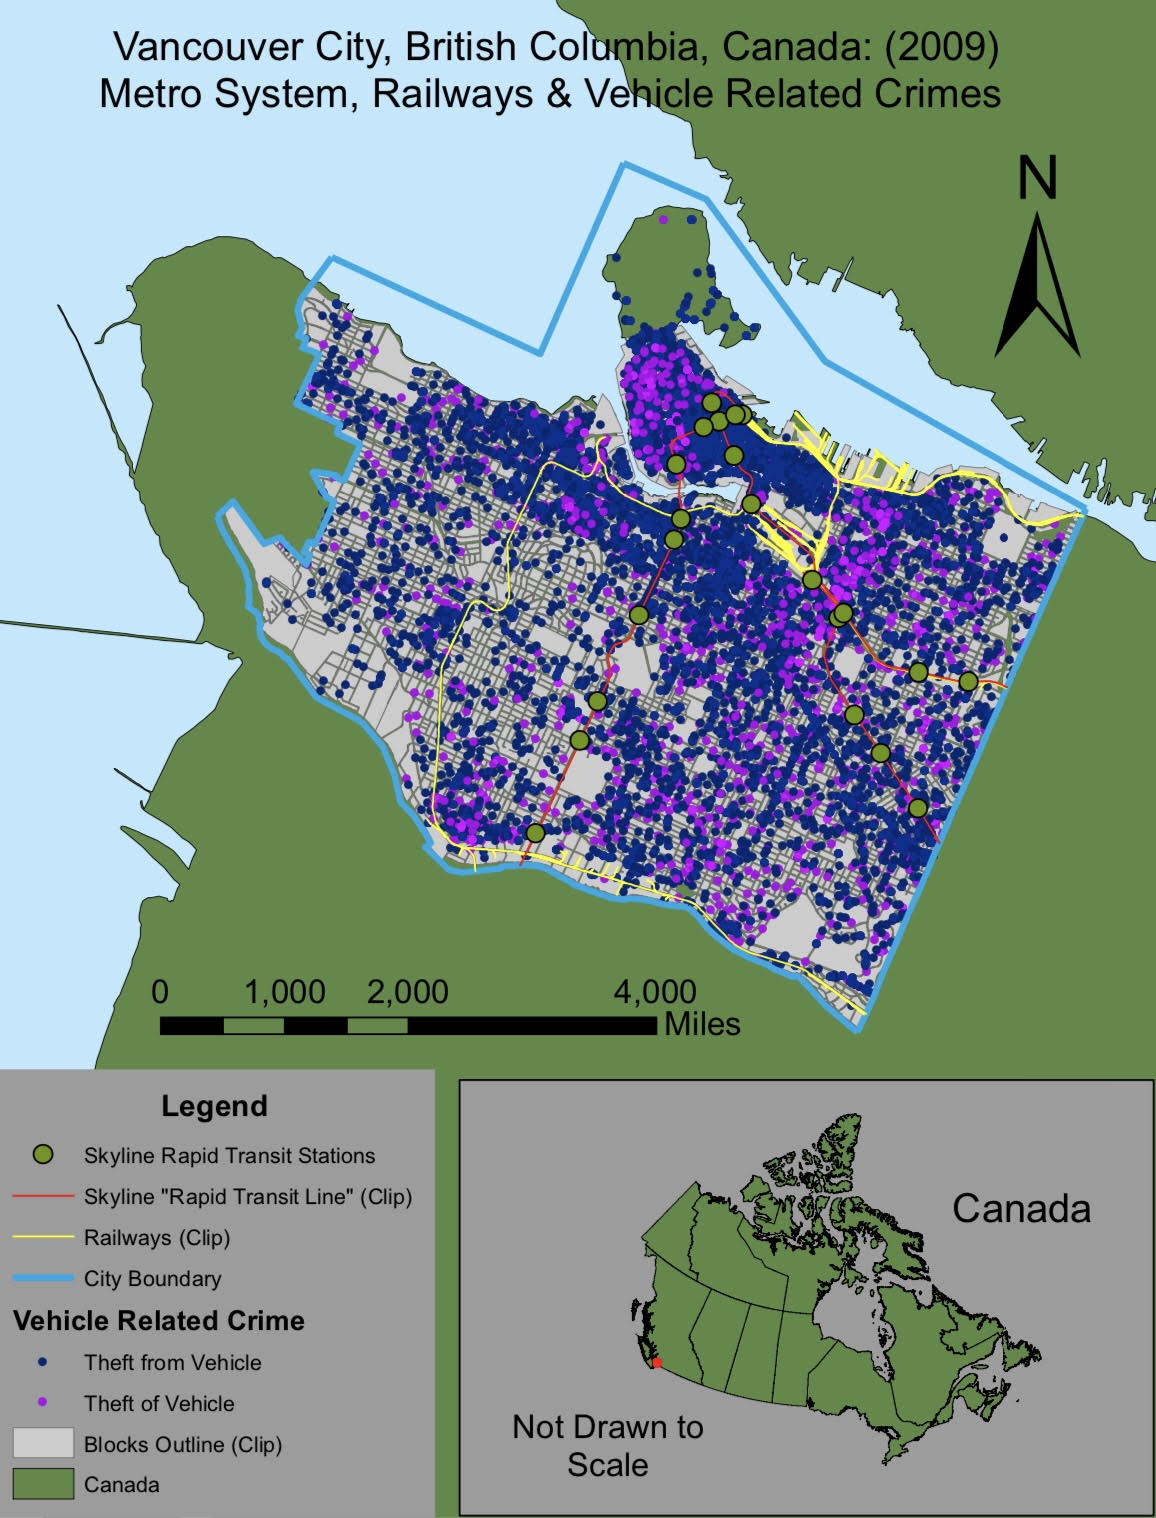 Vancouver City, British Columbia, Canada: (2009)
Metro System, Railways & Vehicle Related Crimes
N
0 1,000 2,000 4,000
Miles
Legend
Skyline Rapid Transit Stations
Skyline "Rapid Transit Line" (Clip)
Railways (Clip)
City Boundary
Vehicle Related Crime
Theft from Vehicle
Theft of Vehicle
Blocks Outline (Clip)
Canada
Canada
Not Drawn to
Scale